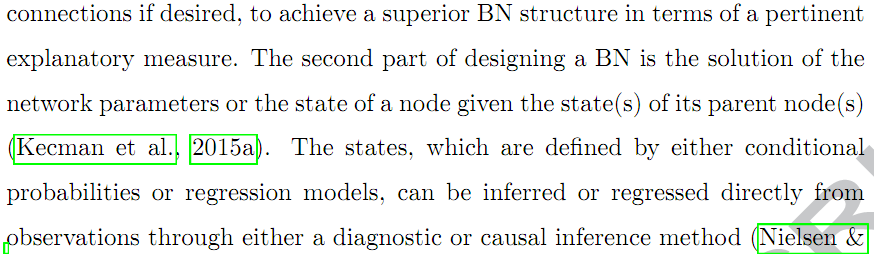 connections if desired, to achieve a superior BN structure in terms of a pertinent
explanatory measure. The second part of designing a BN is the solution of the
network parameters or the state of a node given the state(s) of its parent node(s)
(Kecman et al., 2015a). The states, which are defined by either conditional
probabilities or regression models, can be inferred or regressed directly from
observations through either a diagnostic or causal inference method (Nielsen &